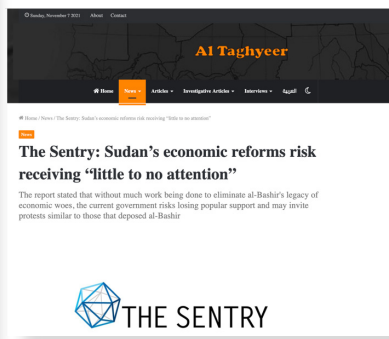 Sunday, November 7 2021 About Contact
Al Taghyeer
Home News Articles Investigative Articles Interviews العربية
Home / News / The Sentry: Sudan's economic reforms risk receiving "little to no attention"
News
The Sentry: Sudan's economic reforms risk
receiving "little to no attention"
The report stated that without much work being done to eliminate al-Bashir's legacy of
economic woes, the current government risks losing popular support and may invite
protests similar to those that deposed al-Bashir
THE SENTRY